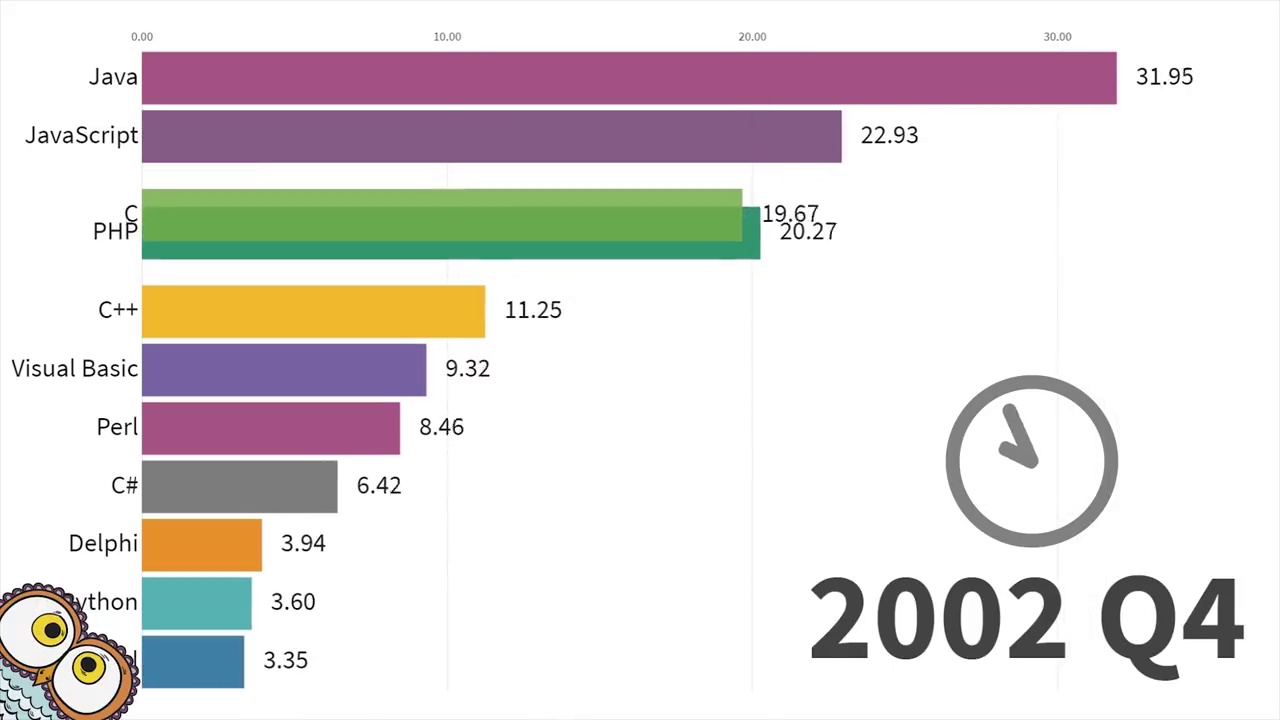 0.00 10.00 20.00 30.00
Java 31.95
JavaScript 22.93
C 19.67
PHP 20.27
C++ 11.25
Visual Basic 9.32
Perl 8.46
C# 6.42
Delphi 3.94
ython 3.60
l 3.35
2002 Q4